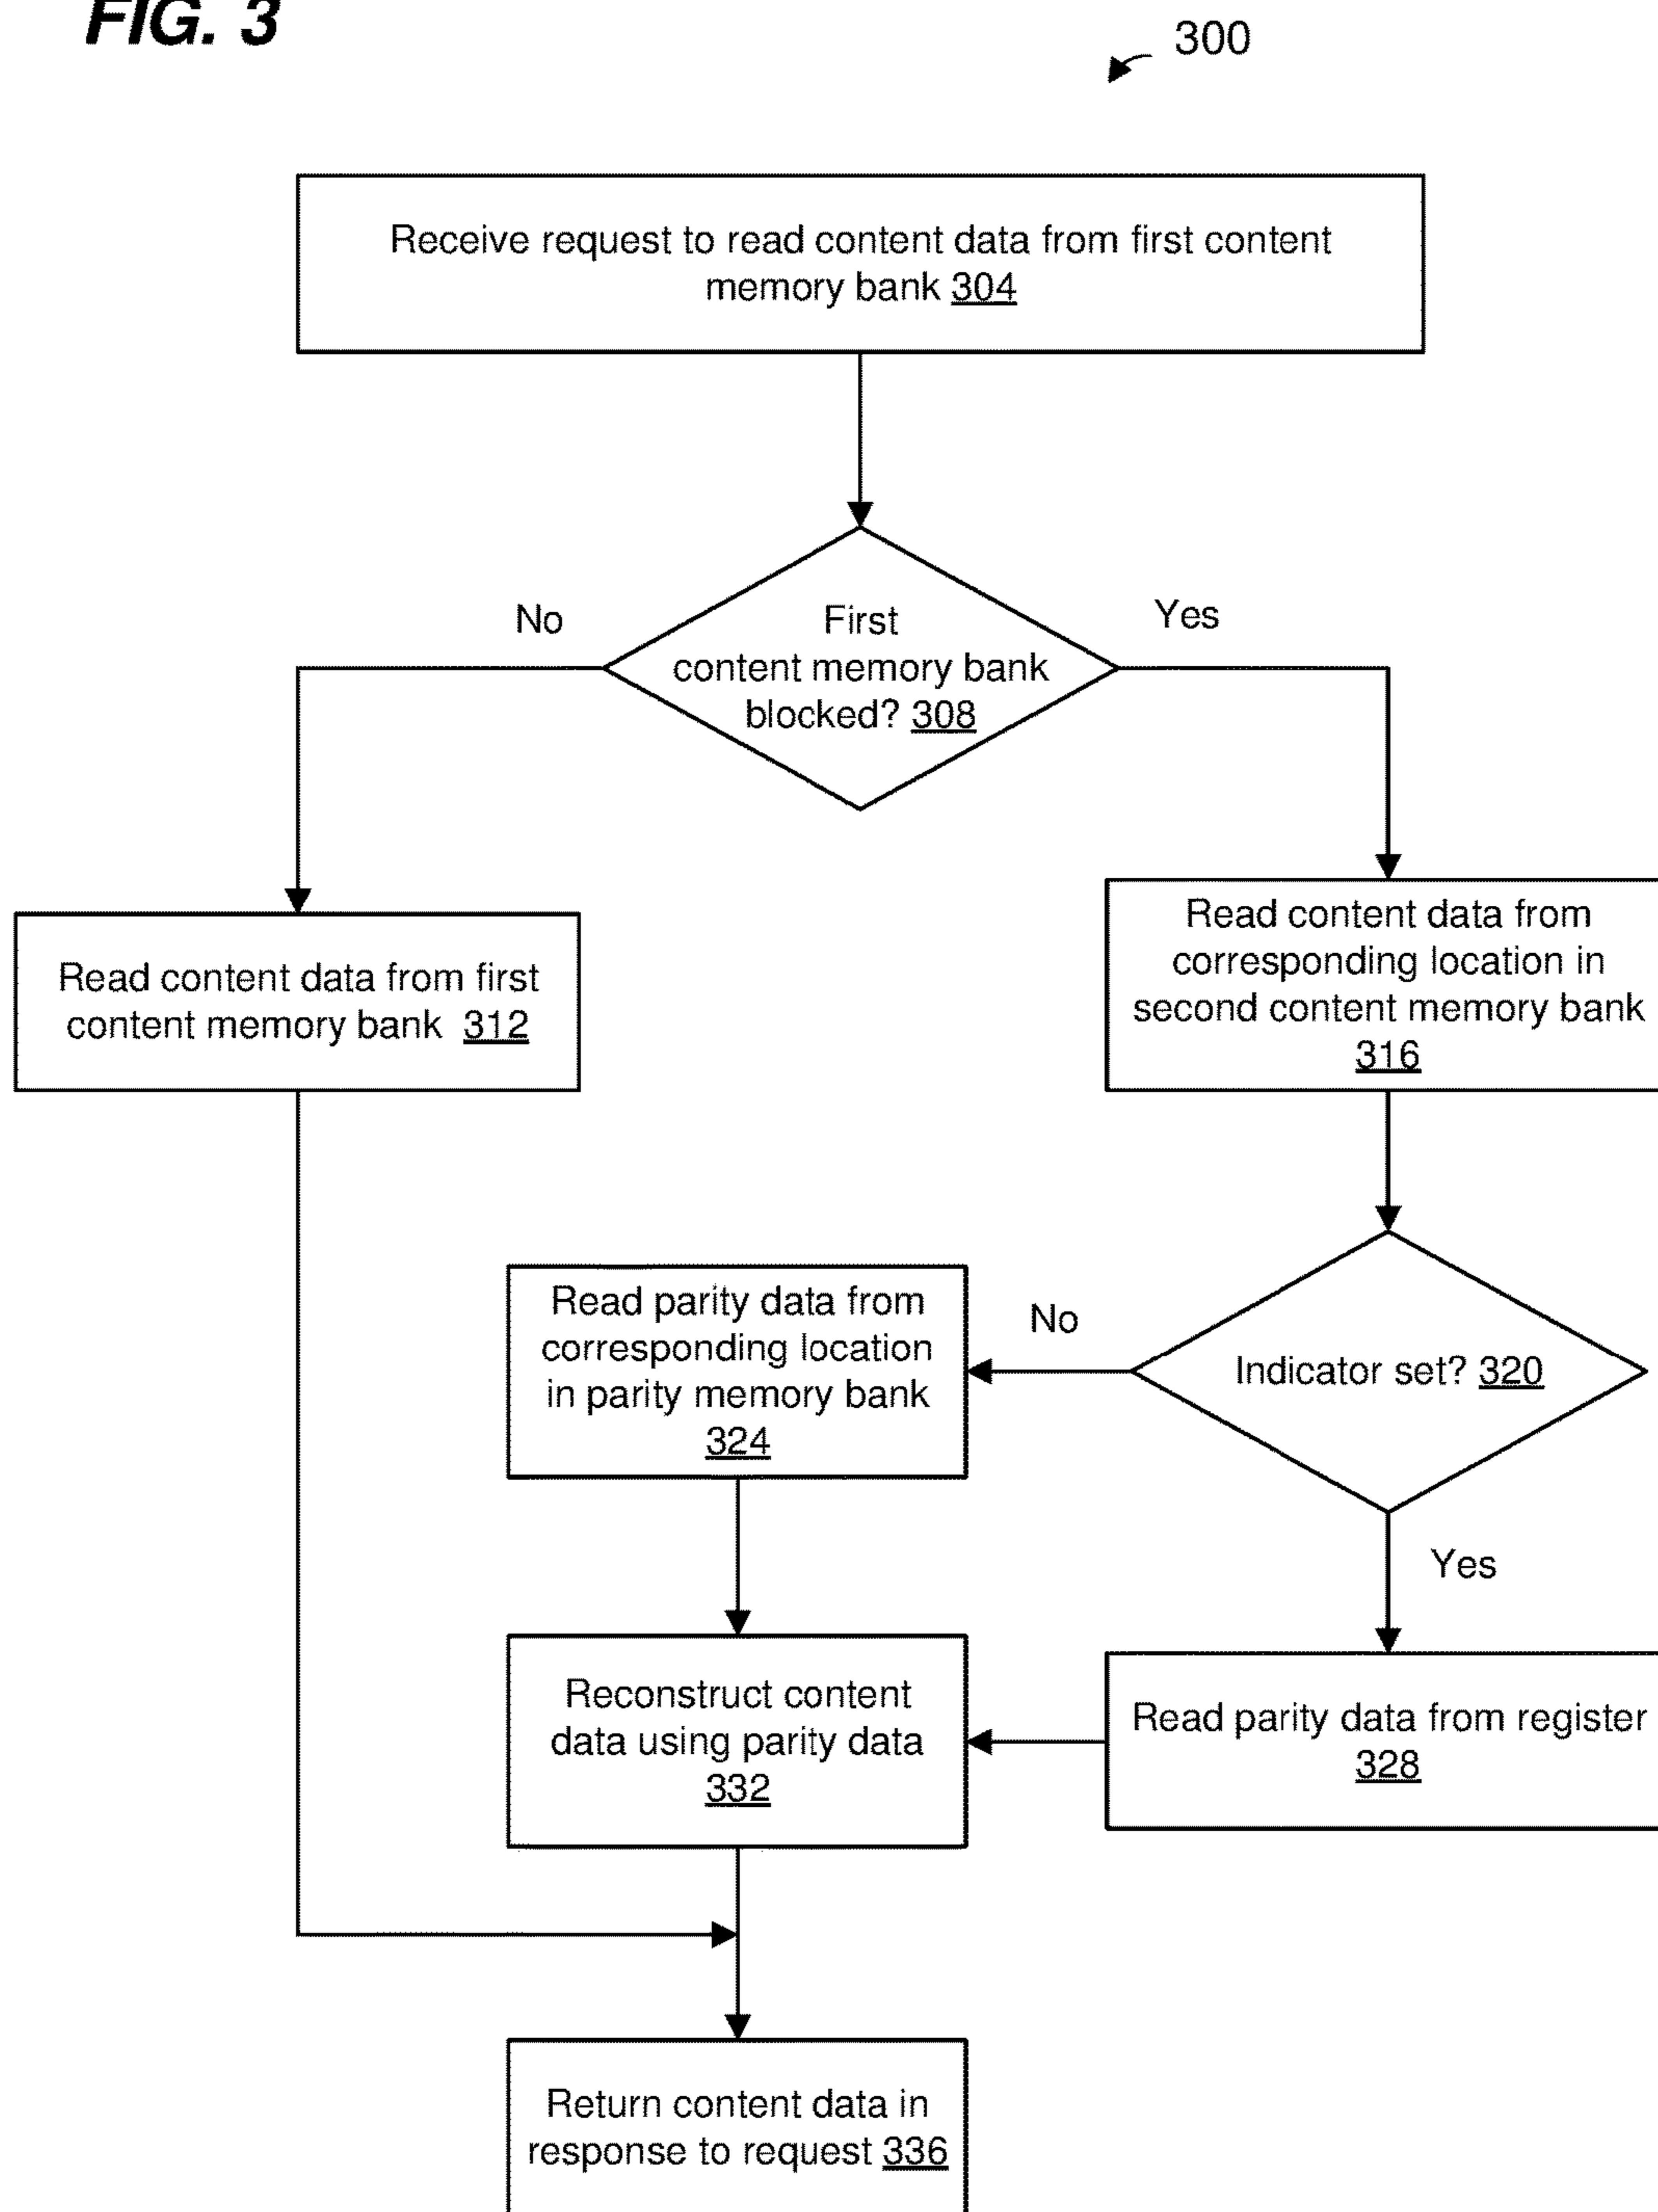 FIG. 3
300
Receive request to read content data from first content
memory bank 304
No
Yes
First
content memory bank
blocked? 308
Read content data from first
content memory bank 312
Read content data from
corresponding location in
second content memory bank
316
Read parity data from
corresponding location
in parity memory bank
324
No
Indicator set? 320
Yes
Reconstruct content
data using parity data
332
Read parity data from register
328
Return content data in
response to request 336